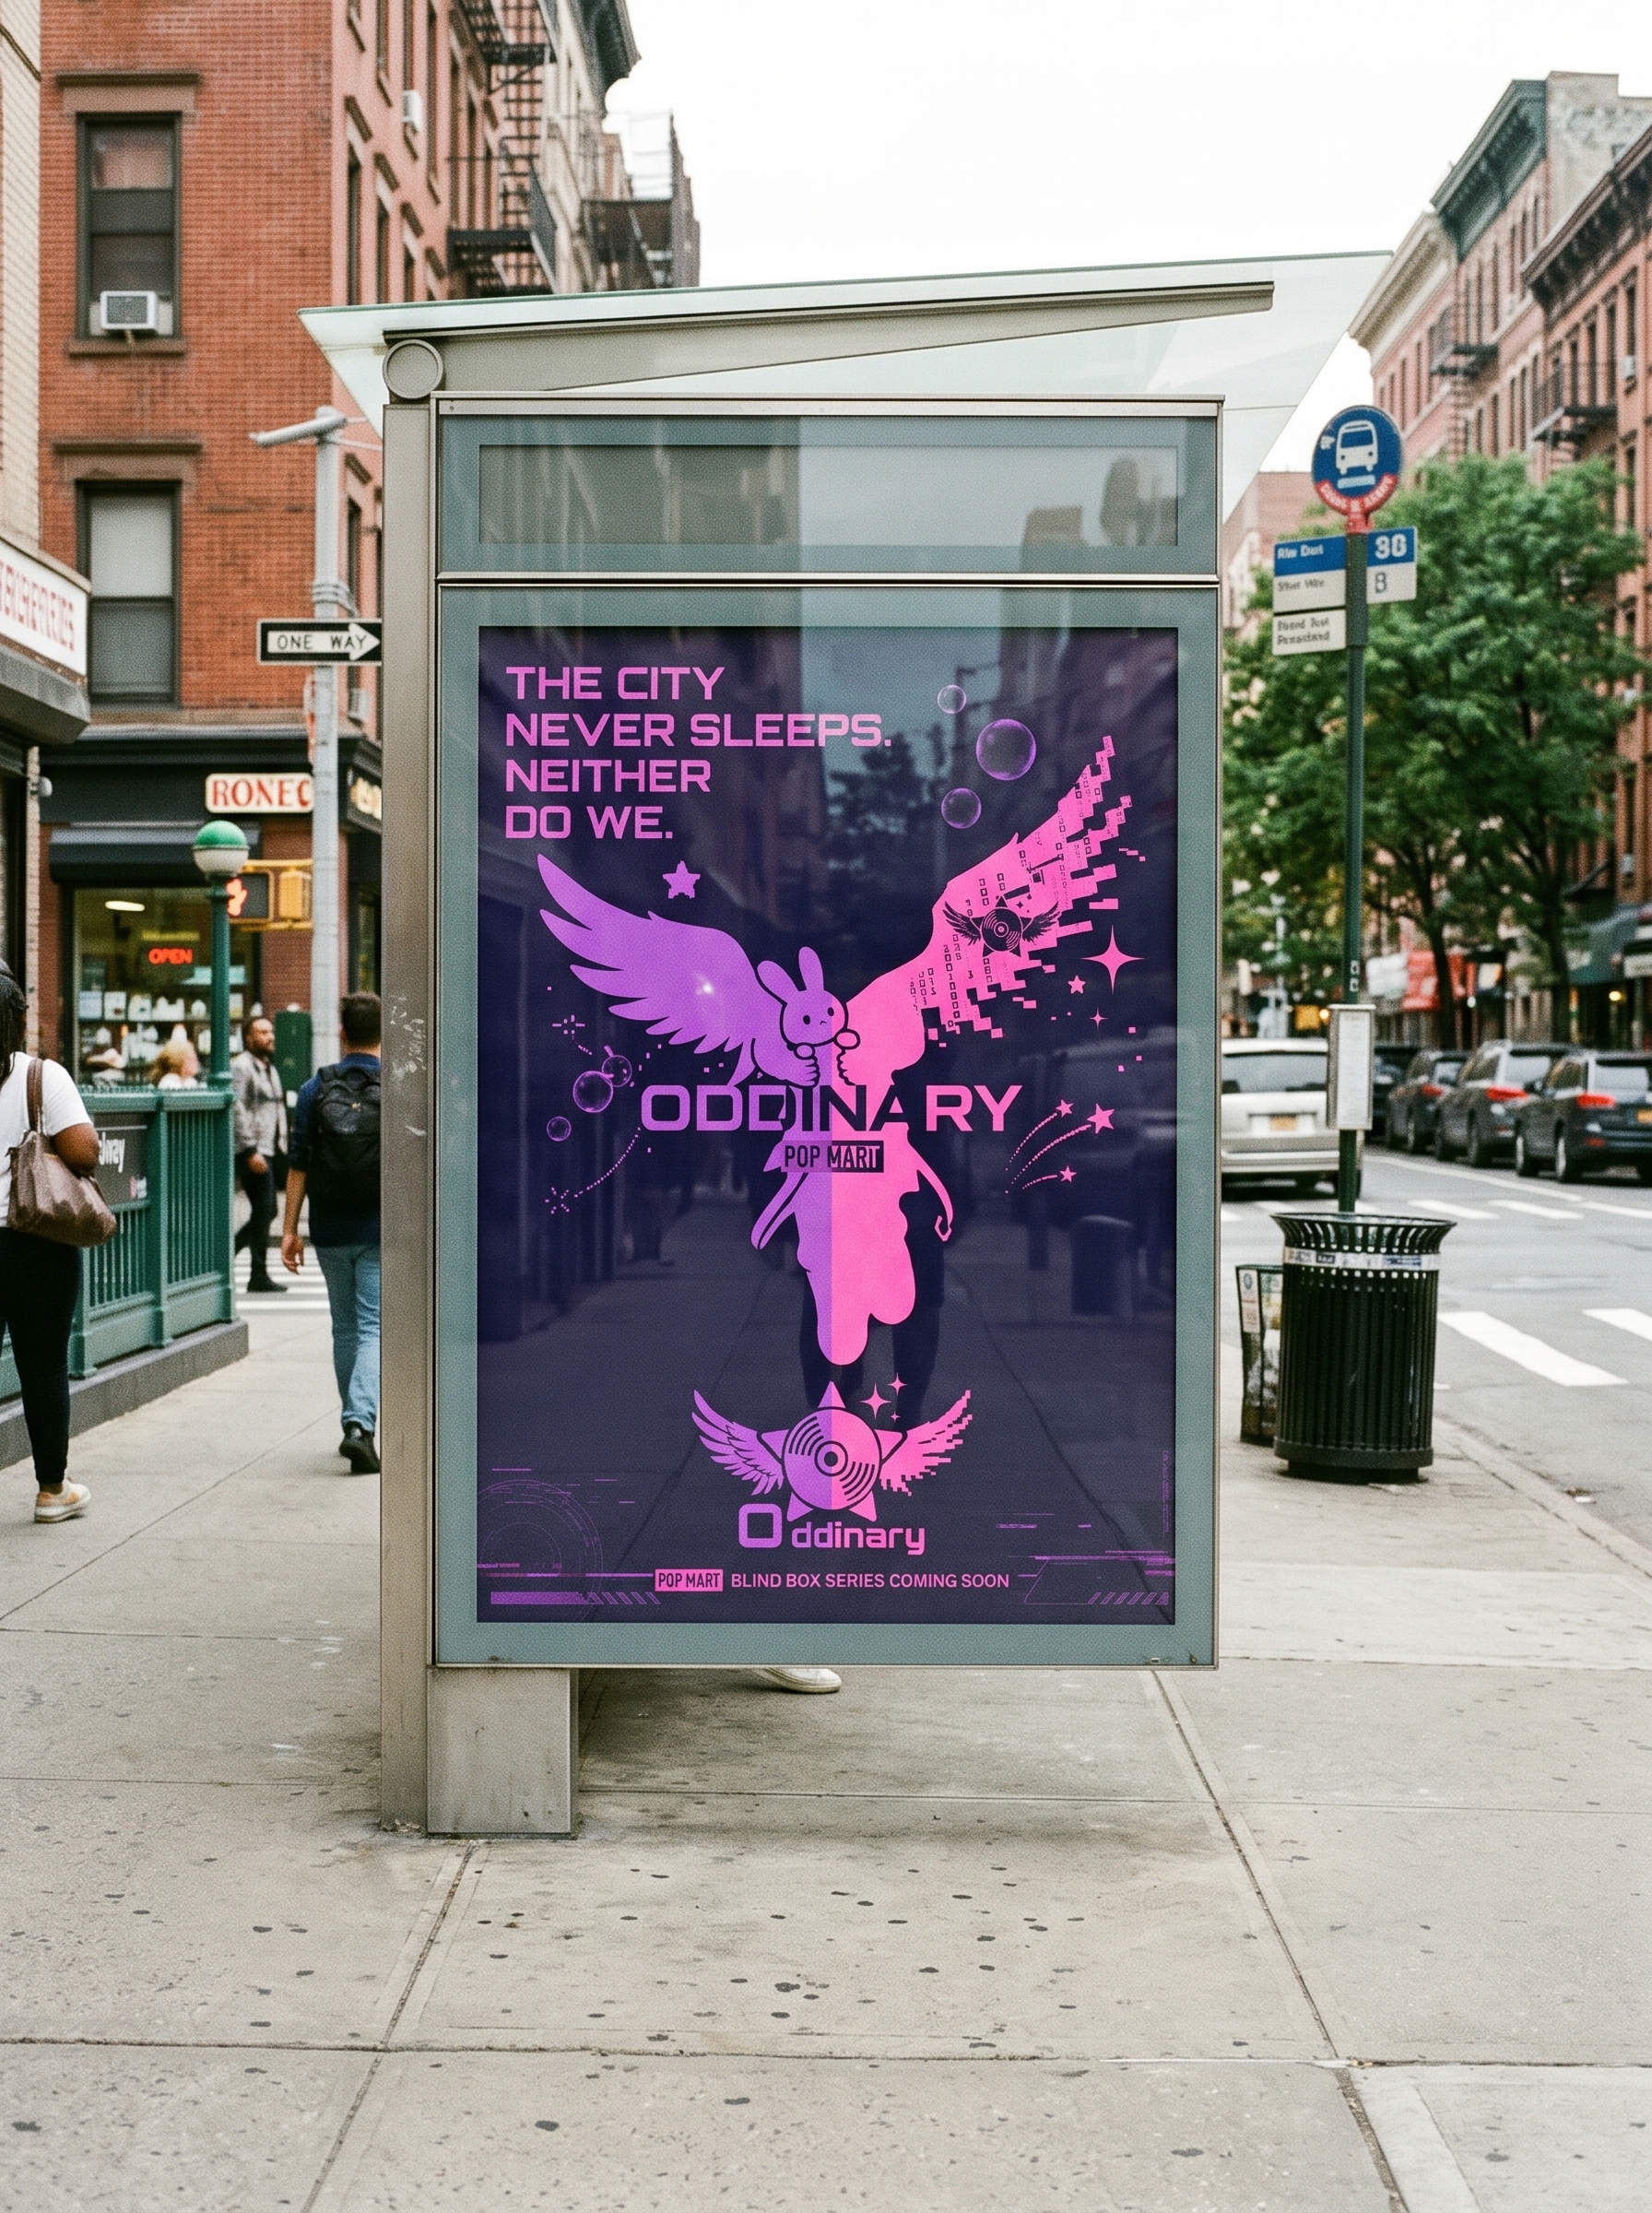 THE CITY
NEVER SLEEPS.
NEITHER
DO WE.
ODDINARY
POP MART
Oddinary
POP MART BLIND BOX SERIES COMING SOON
ONE WAY
RONEC
OPEN
B